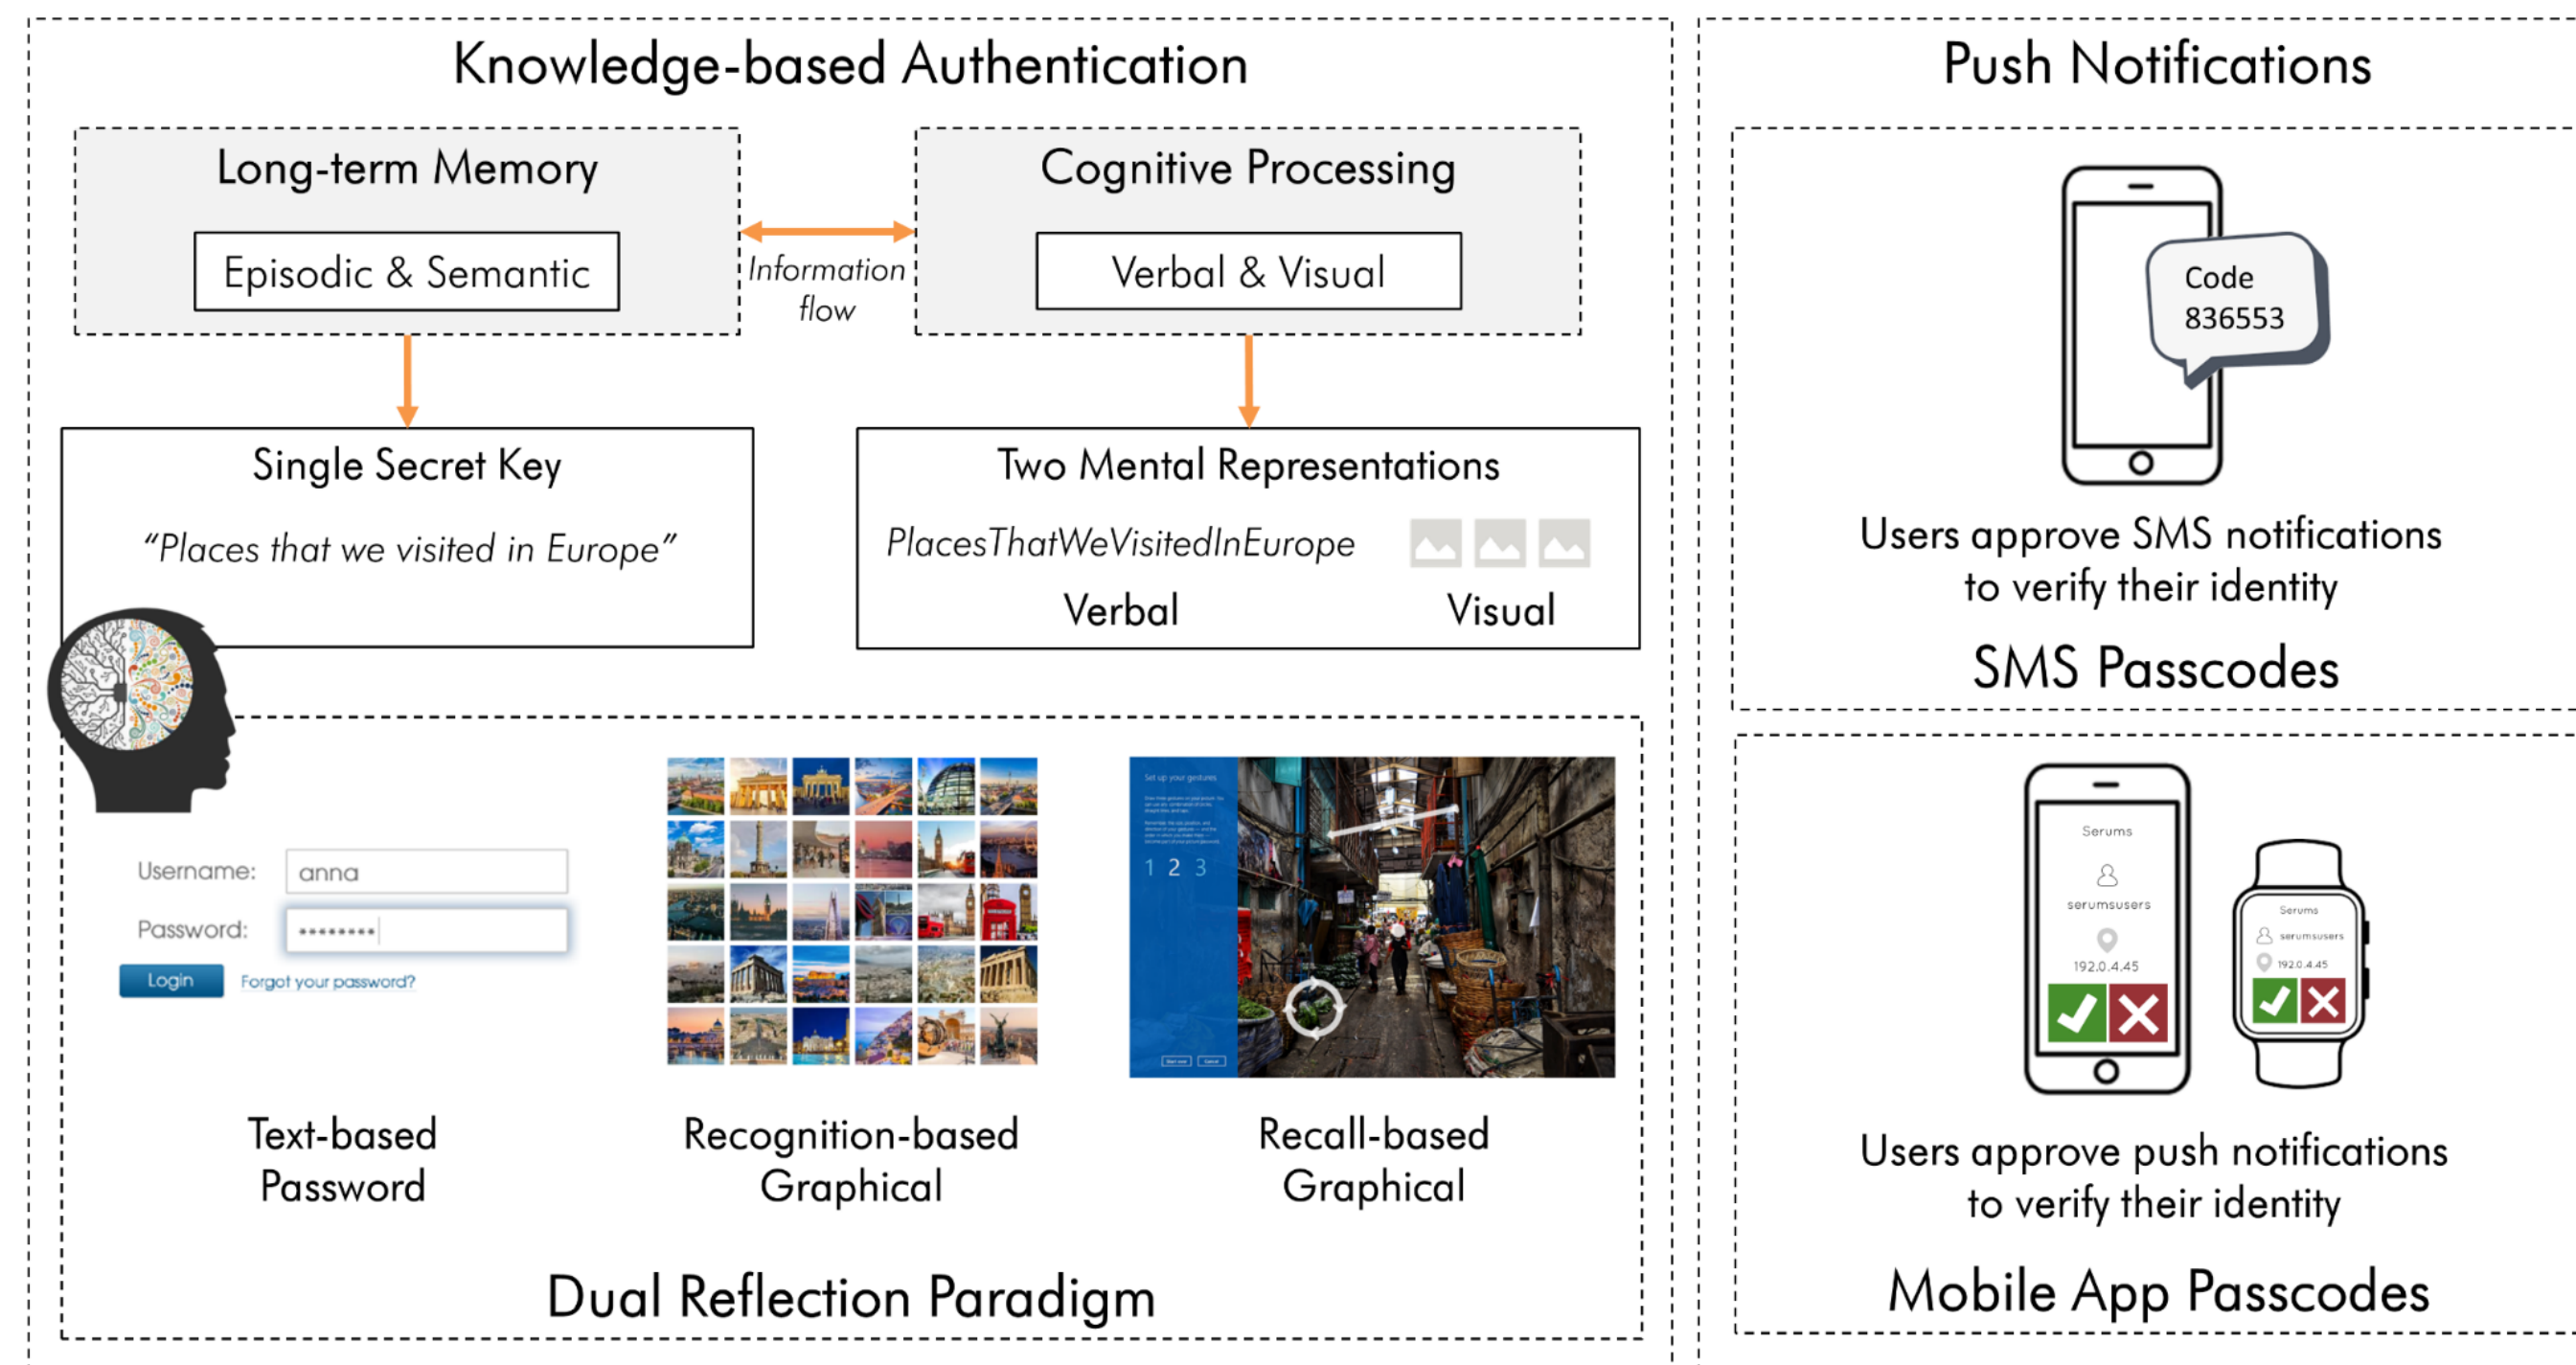 Knowledge-based Authentication
Long-term Memory
Episodic & Semantic
Information
flow
Cognitive Processing
Verbal & Visual
Single Secret Key
“Places that we visited in Europe”
Two Mental Representations
PlacesThatWeVisitedInEurope
Verbal
Visual
Username:
anna
Password:
********
Login
Forgot your password?
Text-based
Password
Recognition-based
Graphical
Set up your gestures
1 2 3
Start over
Cancel
Recall-based
Graphical
Dual Reflection Paradigm
Push Notifications
Code
836553
Users approve SMS notifications
to verify their identity
SMS Passcodes
Serums
serumsusers
192.0.4.45
Serums
serumsusers
192.0.4.45
Users approve push notifications
to verify their identity
Mobile App Passcodes